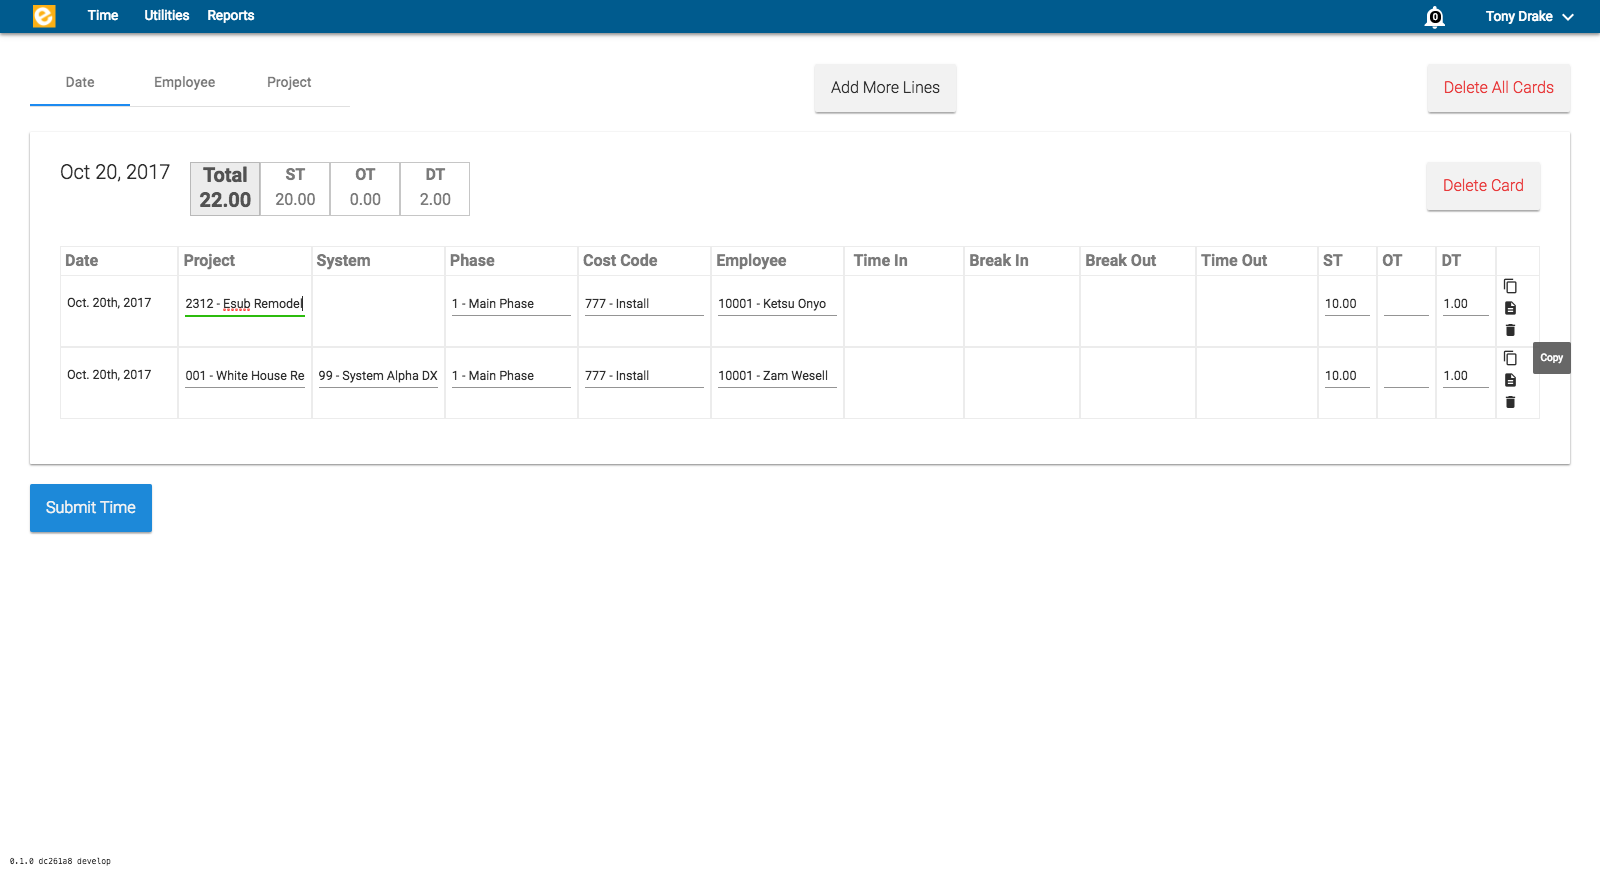 e Time Utilities Reports 0 Tony Drake
Date Employee Project Add More Lines Delete All Cards
Oct 20, 2017 Total ST OT DT Delete Card
22.00 20.00 0.00 2.00
Date Project System Phase Cost Code Employee Time In Break In Break Out Time Out ST OT DT
Oct. 20th, 2017 2312 - Esub Remodel 1 - Main Phase 777 - Install 10001 - Ketsu Onyo 10.00 1.00
Oct. 20th, 2017 001 - White House Re 99 - System Alpha DX 1 - Main Phase 777 - Install 10001 - Zam Wesell 10.00 1.00 Copy
Submit Time
0.1.0 dc261a8 develop